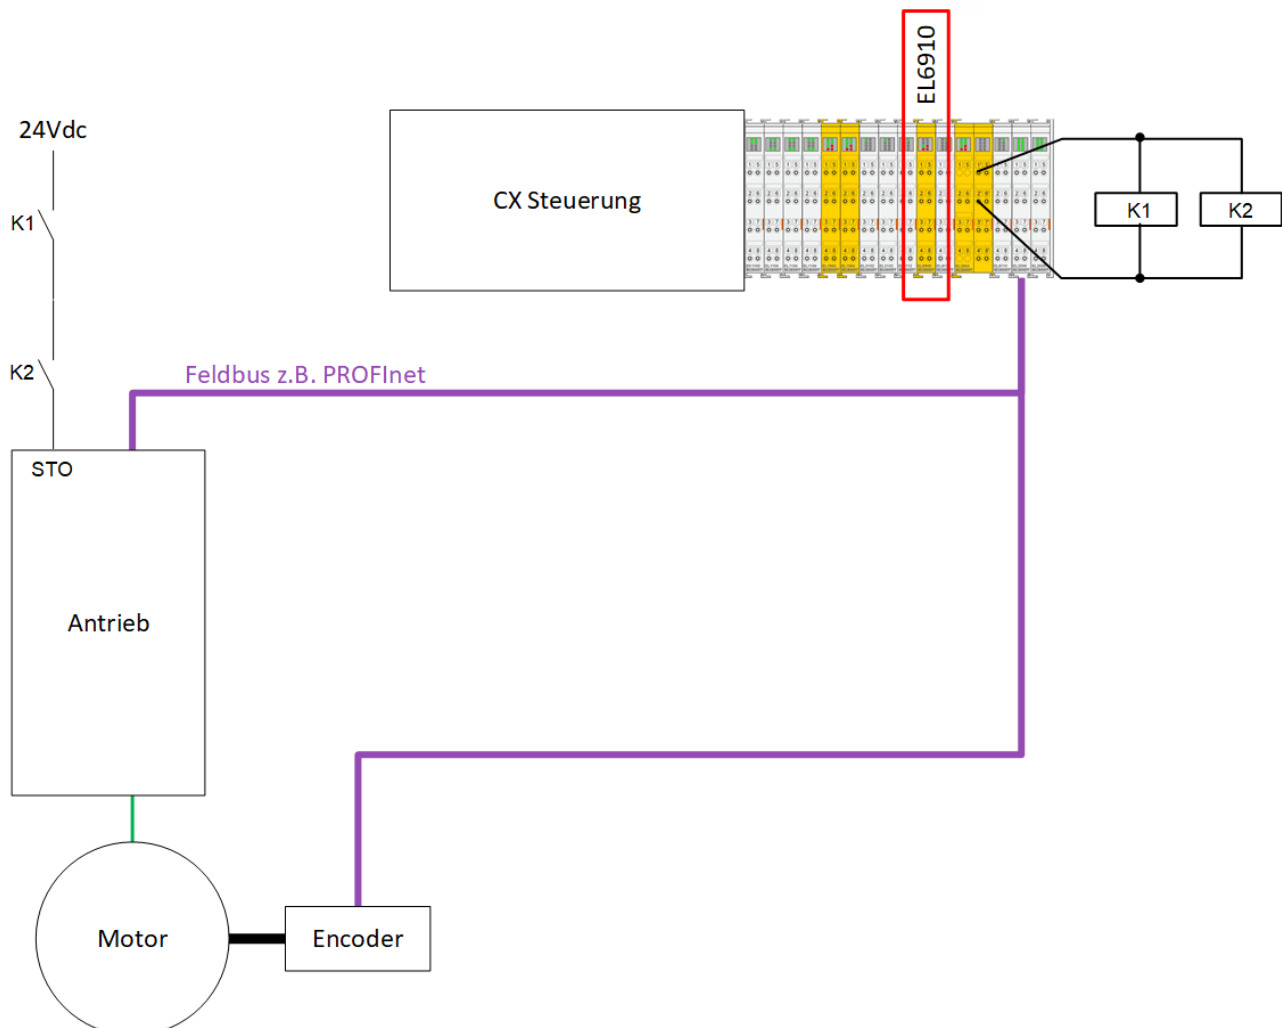 EL6910
24Vdc
CX Steuerung
K1
K1
K2
K2
Feldbus z.B. PROFInet
STO
Antrieb
Motor
Encoder